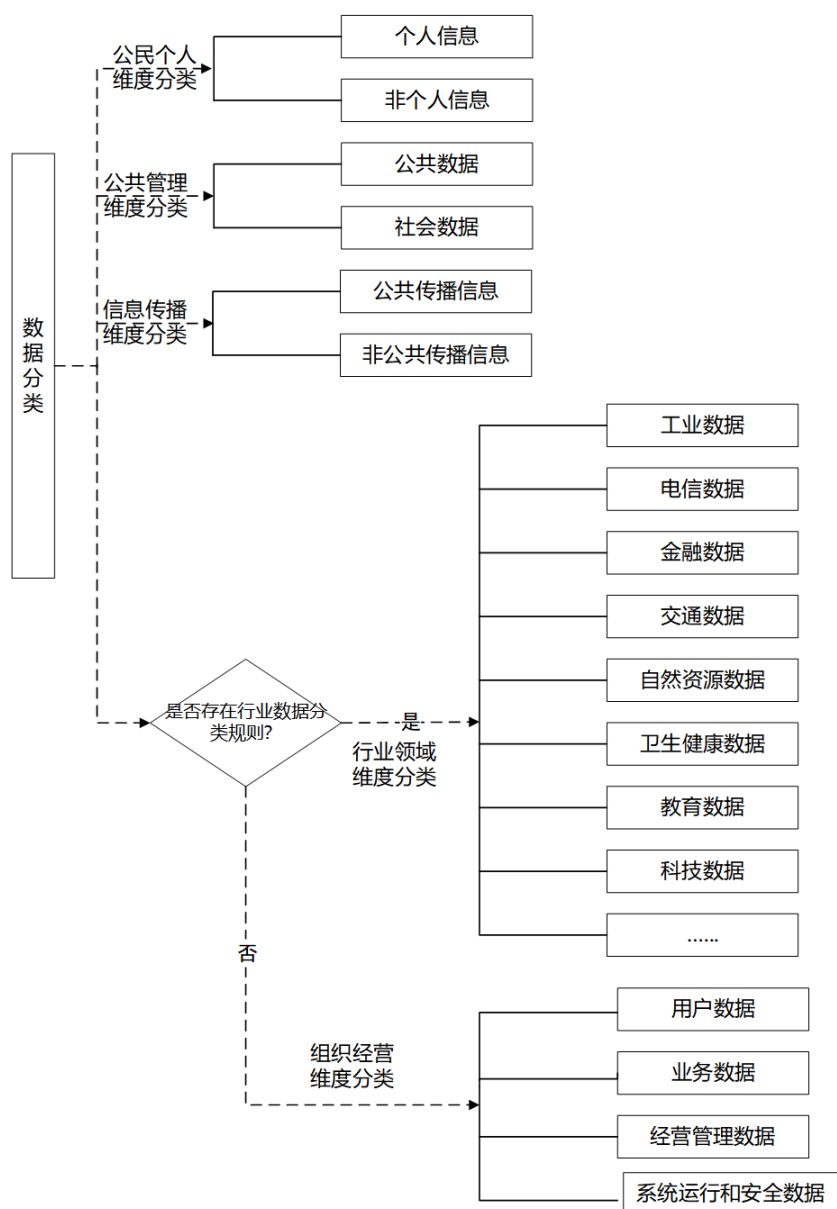 数据分类
公民个人
维度分类
个人信息
非个人信息
公共管理
维度分类
公共数据
社会数据
信息传播
维度分类
公共传播信息
非公共传播信息
是否存在行业数据分
类规则?
是
行业领域
维度分类
工业数据
电信数据
金融数据
交通数据
自然资源数据
卫生健康数据
教育数据
科技数据
......
否
组织经营
维度分类
用户数据
业务数据
经营管理数据
系统运行和安全数据